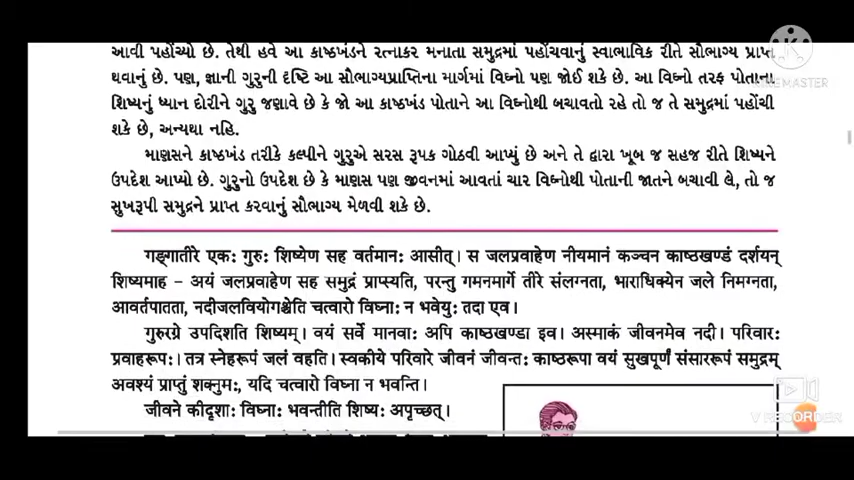 આવી પહોંચ્યો છે. તેથી હવે આ કાષ્ઠખંડને રત્નાકર મનાતા સમુદ્રમાં પહોંચવાનું સ્વાભાવિક રીતે સૌભાગ્ય પ્રાપ્ત
થવાનું છે. પણ, જ્ઞાની ગુરુની દૃષ્ટિ આ સૌભાગ્યપ્રાપ્તિના માર્ગમાં વિઘ્નો પણ જોઈ શકે છે. આ વિઘ્નો તરફ પોતાના
શિષ્યનું ધ્યાન દોરીને ગુરુ જણાવે છે કે જો આ કાષ્ઠખંડ પોતાને આ વિઘ્નોથી બચાવતો રહે તો જ તે સમુદ્રમાં પહોંચી
શકે છે, અન્યથા નહિ.
માણસને કાષ્ઠખંડ તરીકે કલ્પીને ગુરુએ સરસ રૂપક ગોઠવી આપ્યું છે અને તે દ્વારા ખૂબ જ સહજ રીતે શિષ્યને
ઉપદેશ આપ્યો છે. ગુરુનો ઉપદેશ છે કે માણસ પણ જીવનમાં આવતાં ચાર વિઘ્નોથી પોતાની જાતને બચાવી લે, તો જ
સુખરૂપી સમુદ્રને પ્રાપ્ત કરવાનું સૌભાગ્ય મેળવી શકે છે.
गङ्गातीरे एक: गुरु: शिष्येण सह वर्तमान: आसीत्। स जलप्रवाहेण नीयमानं कञ्चन काष्ठखण्डं दर्शयन्
शिष्यमाह – अयं जलप्रवाहेण सह समुद्रं प्राप्स्यति, परन्तु गमनमार्गे तीरे संलग्नता, भाराधिक्येन जले निमग्नता,
आवर्तपातता, नदीजलवियोगश्चेति चत्वारो विघ्ना: न भवेयु: तदा एव।
गुरुरग्रे उपदिशति शिष्यम्। वयं सर्वे मानवा: अपि काष्ठखण्डा इव। अस्माकं जीवनमेव नदी। परिवार:
प्रवाहरूप:। तत्र स्नेहरूपं जलं वहति। स्वकीये परिवारे जीवनं जीवन्त: काष्ठरूपा वयं सुखपूर्णं संसाररूपं समुद्रम्
अवश्यं प्राप्तुं शक्नुम:, यदि चत्वारो विघ्ना न भवन्ति।
जीवने कीदृशा: विघ्ना: भवन्तीति शिष्य: अपृच्छत्।
KINEMASTER
V RECORDER